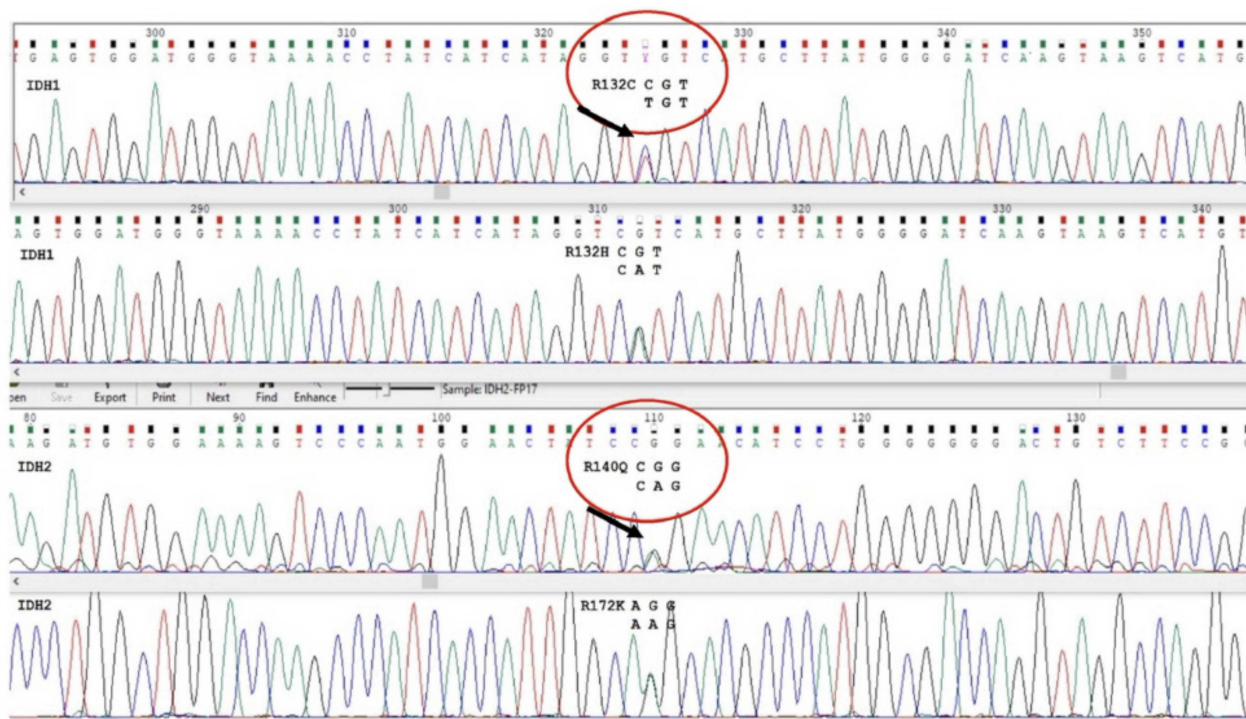 300 310 320 330 340 350
T G A G T G G A T G G G T A A A A C C T A T C A T C A T A G G T Y G T C A T G C T T A T G G G G A T C A A G T A A G T C A T G
IDH1
R132C C G T
T G T
290 300 310 320 330 340
A G T G G A T G G G T A A A A C C T A T C A T C A T A G G T C G T C A T G C T T A T G G G G A T C A A G T A A G T C A T G T
IDH1
R132H C G T
C A T
pen Save Export Print Next Find Enhance Sample: IDH2-FP17
80 90 100 110 120 130
A A G A T G T G G A A A A G T C C C A A T G G A A C T A T C C G G A A C A T C C T G G G G G G G A C T G T C T T C C G
IDH2
R140Q C G G
C A G
IDH2
R172K A G G
A A G